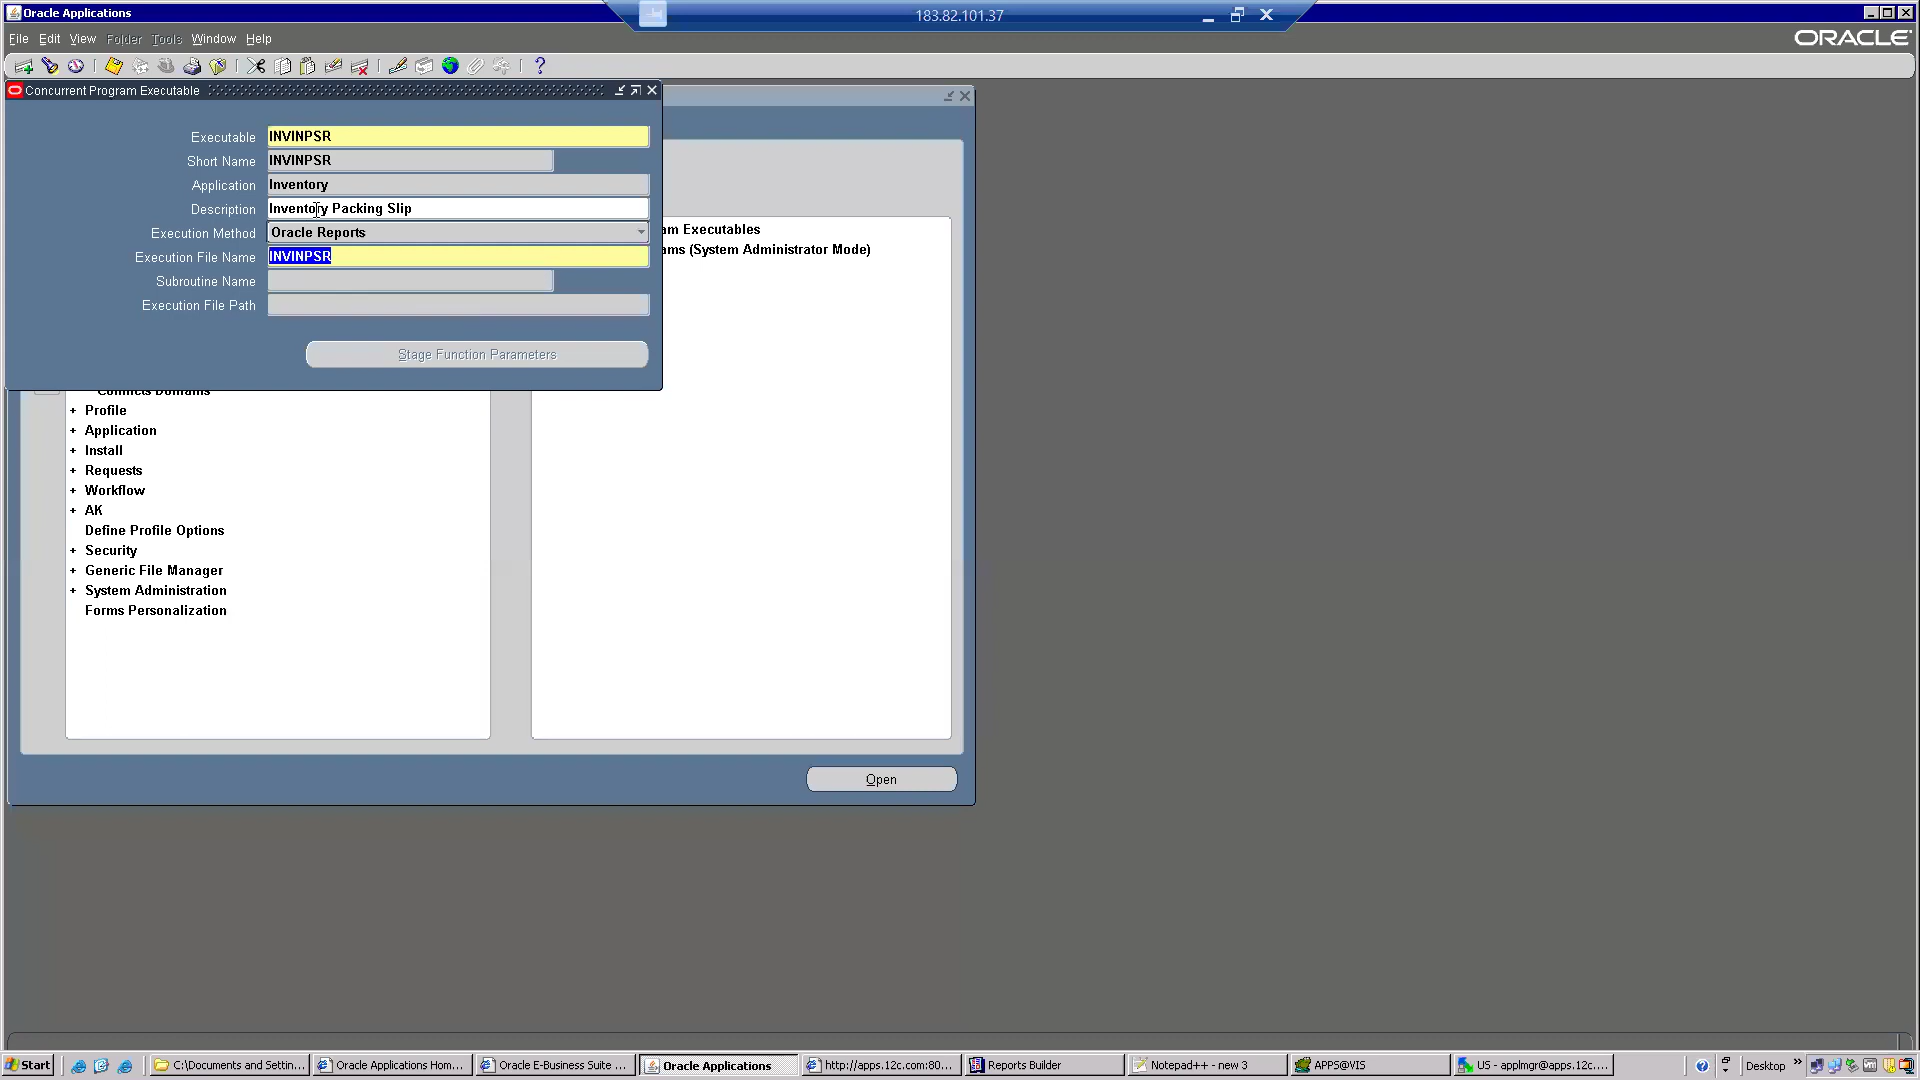 Oracle Applications
183.82.101.37
File Edit View Folder Tools Window Help
ORACLE
Concurrent Program Executable
Executable INVINPSR
Short Name INVINPSR
Application Inventory
Description Inventory Packing Slip
Execution Method Oracle Reports
Execution File Name INVINPSR
Subroutine Name
Execution File Path
Stage Function Parameters
am Executables
ams (System Administrator Mode)
Conflicts Domains
+ Profile
+ Application
+ Install
+ Requests
+ Workflow
+ AK
Define Profile Options
+ Security
+ Generic File Manager
+ System Administration
Forms Personalization
Open
Start
C:\Documents and Settin...
Oracle Applications Hom...
Oracle E-Business Suite ...
Oracle Applications
http://apps.12c.com:80...
Reports Builder
Notepad++ - new 3
APPS@VIS
US - applmgr@apps.12c....
Desktop